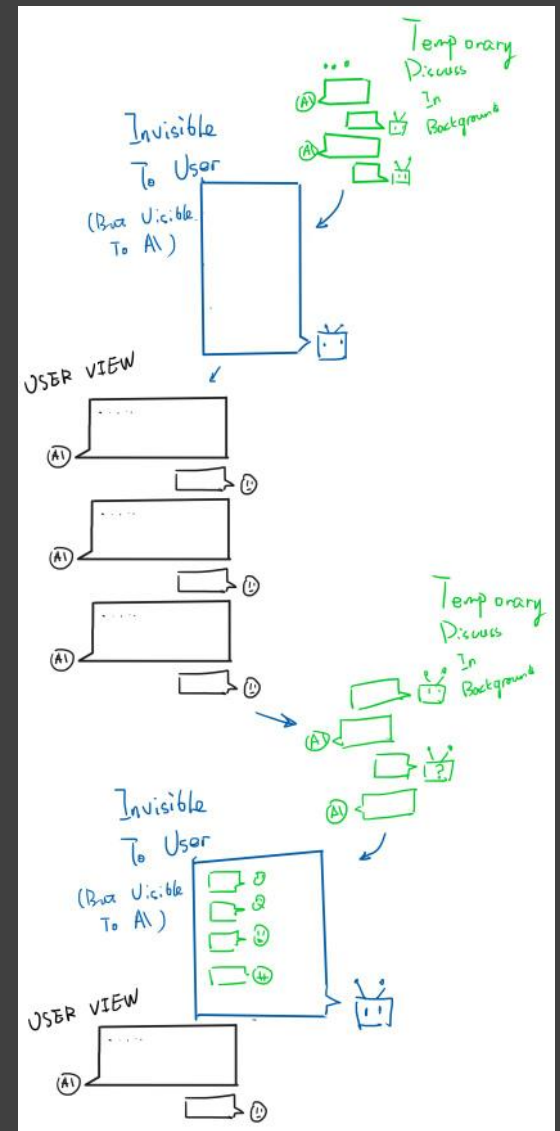 Temporary
Discuss
In
Background
...
AI
AI
Invisible
To User
(But Visible
To AI)
USER VIEW
.....
AI
.....
AI
.....
AI
Temporary
Discuss
In
Background
AI
?
AI
Invisible
To User
(But Visible
To AI)
USER VIEW
.....
AI